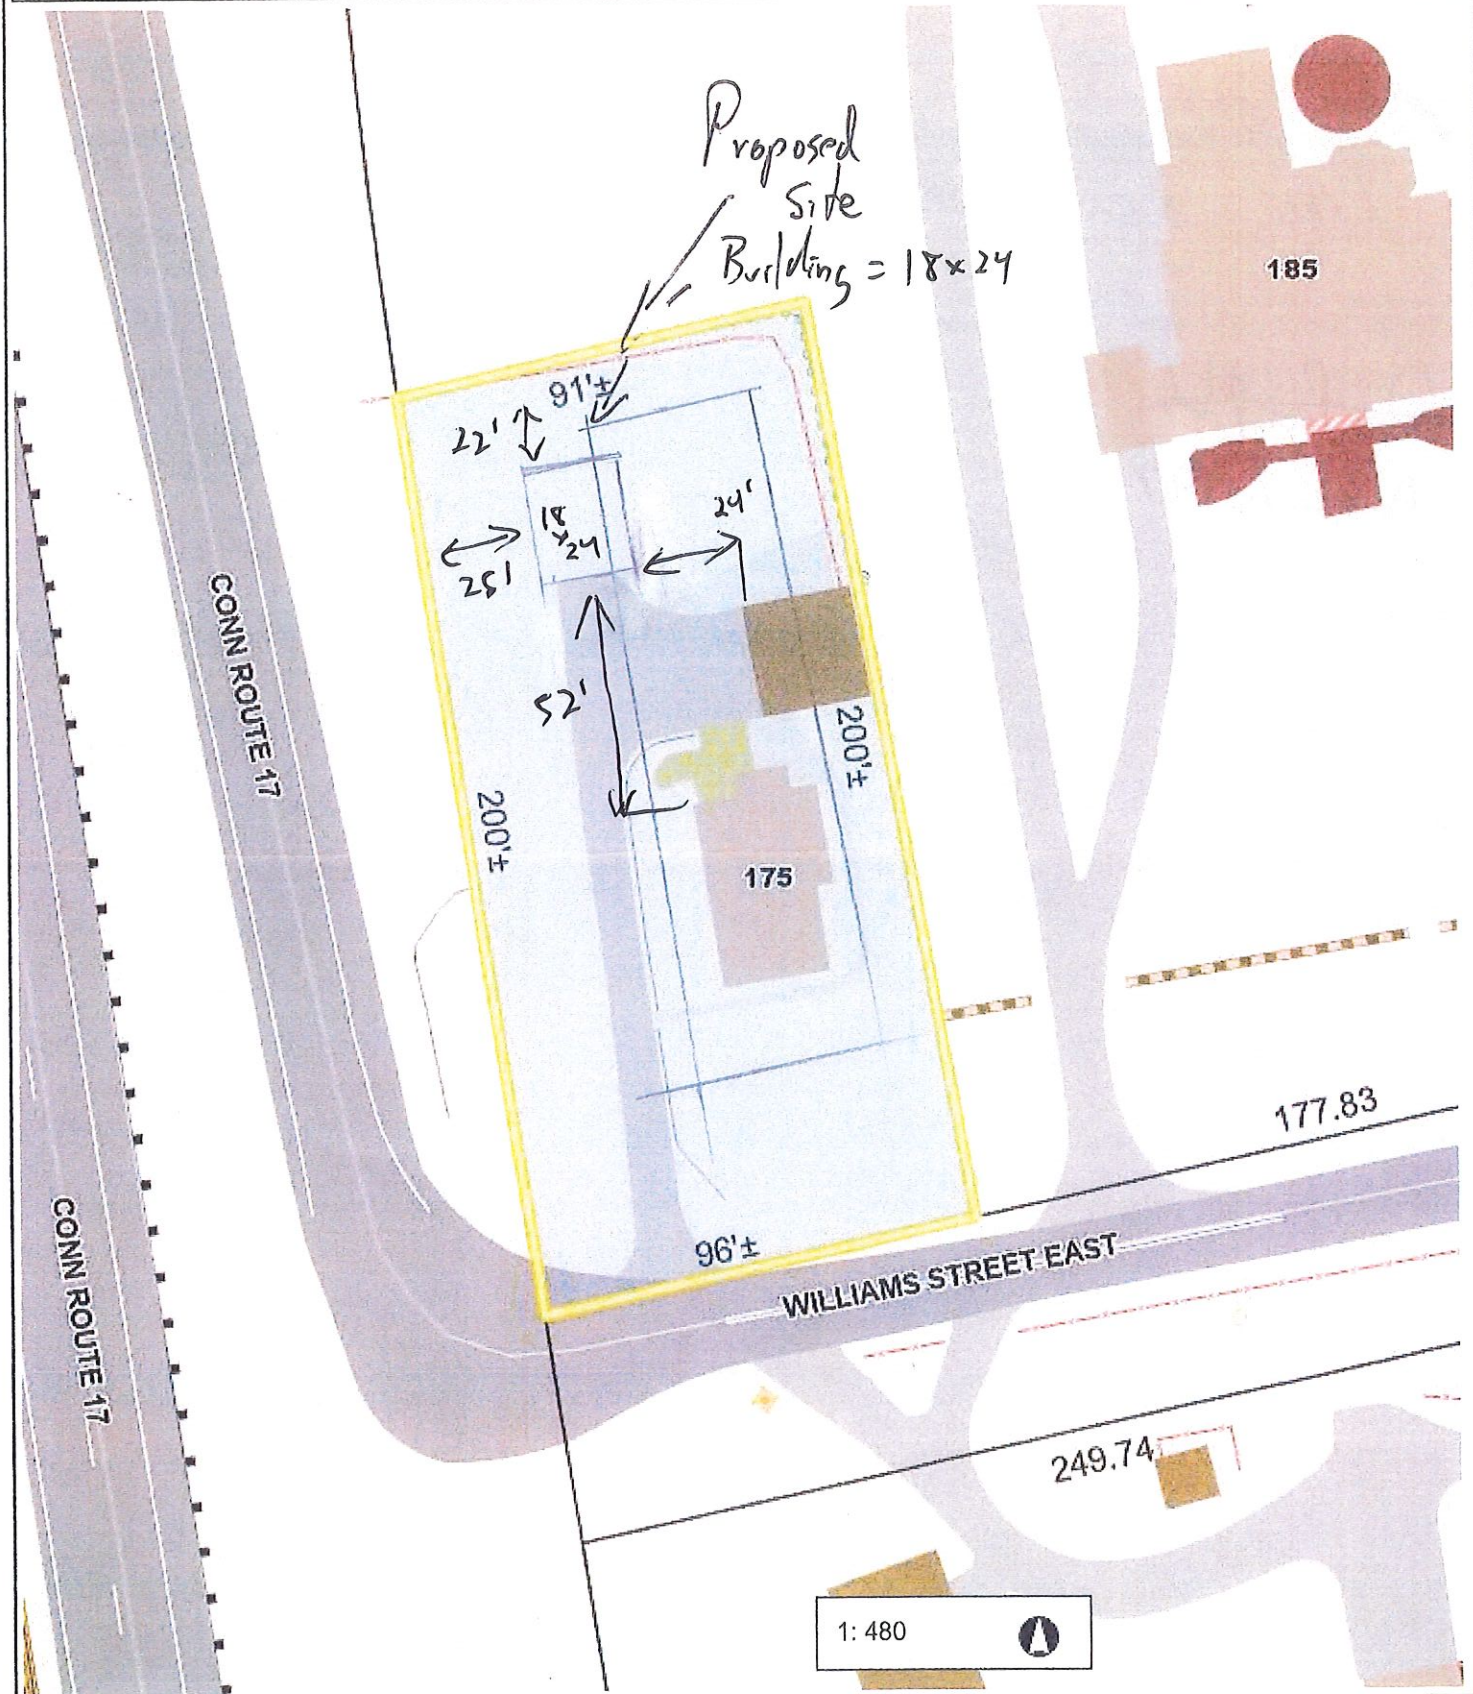 Proposed
Site
Building = 18x24
185
91'±
22'
18
x
24
24'
25'
CONN ROUTE 17
52'
200'±
200'±
175
177.83
CONN ROUTE 17
96'±
WILLIAMS STREET EAST
249.74
1: 480